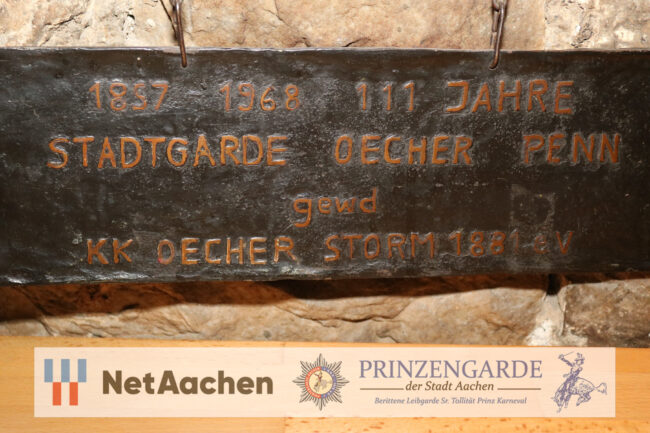 1857 1968 111 JAHRE
STADTGARDE OECHER PENN
gewd
KK OECHER STORM 1881 eV
NetAachen
PRINZENGARDE
der Stadt Aachen
Berittene Leibgarde Sr. Tollität Prinz Karneval